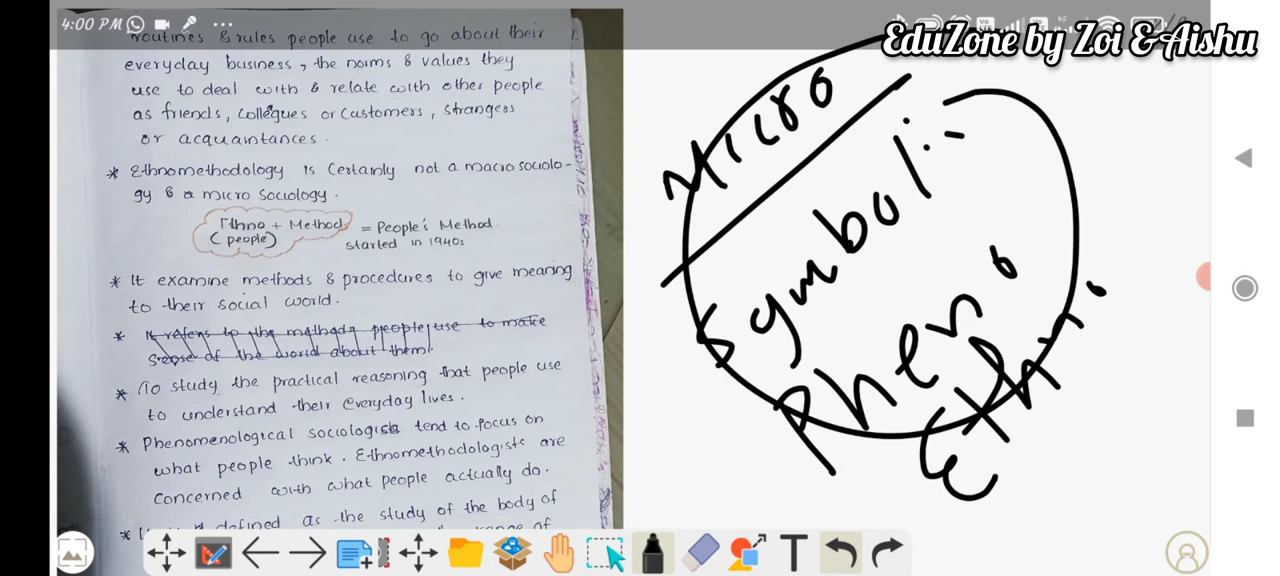 4:00 PM
EduZone by Zoi &Aishu
routines & rules people use to go about their
everyday business, the norms & values they
use to deal with & relate with other people
as friends, collegues or customers, strangers
or acquaintances.
* Ethnomethodology is certainly not a macro sociolo-
gy & a micro sociology.
Ethno + Method = People's Method.
(people) started in 1940s
* It examine methods & procedures to give meaning
to their social world.
* It refers to the methods people use to make
sense of the world about them.
* To study the practical reasoning that people use
to understand their everyday lives.
* Phenomenological sociologists tend to focus on
what people think. Ethnomethodologists are
concerned with what people actually do.
* defined as the study of the body of
of
Micro
Symbol:-
Pheno
Ethn..
T